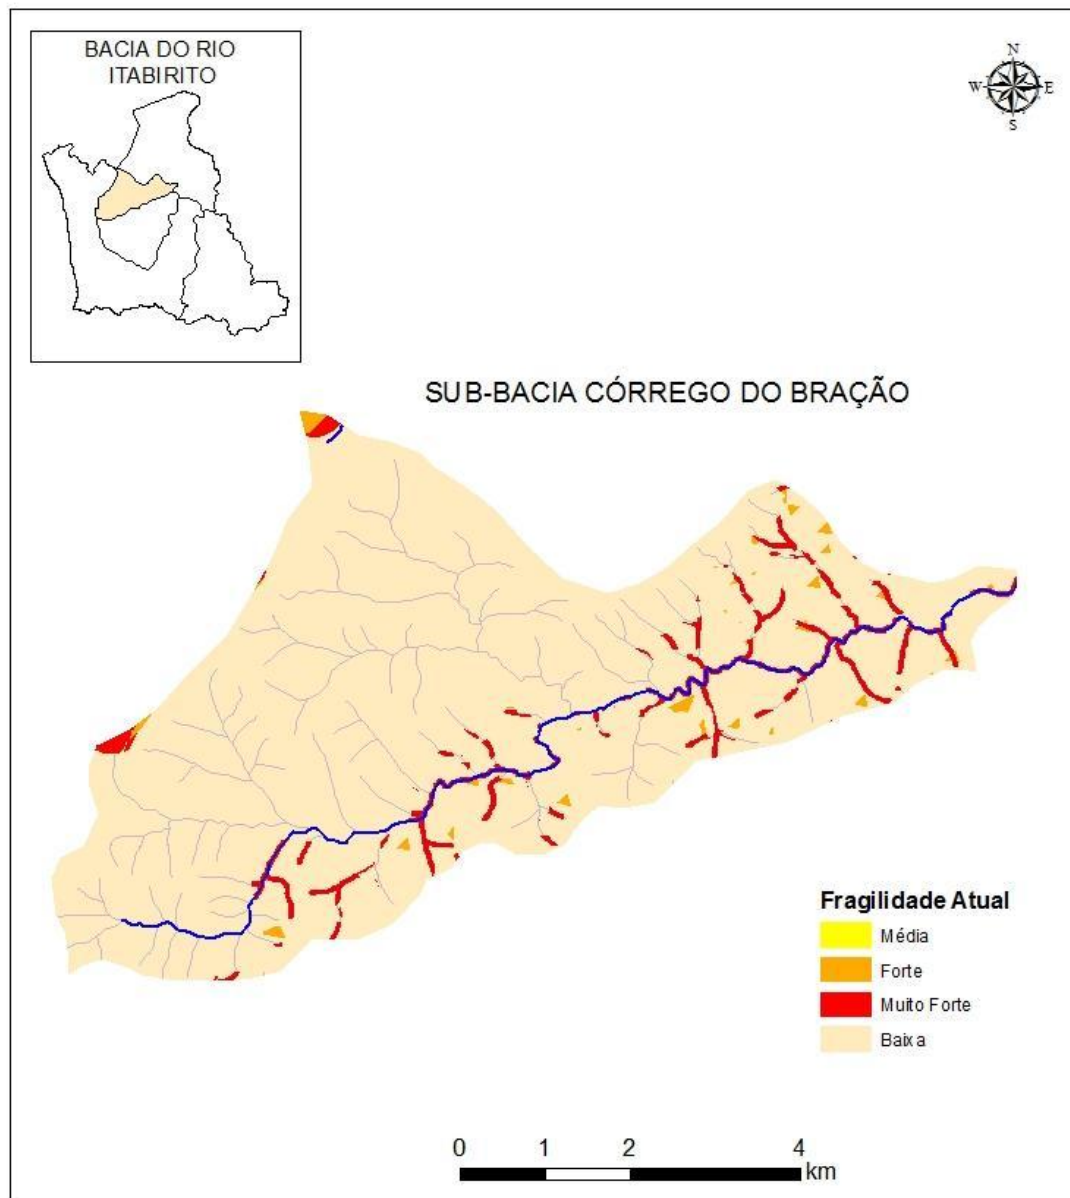 BACIA DO RIO
ITABIRITO
N
W E
S
SUB-BACIA CÓRREGO DO BRAÇÃO
Fragilidade Atual
Média
Forte
Muito Forte
Baixa
0 1 2 4
km